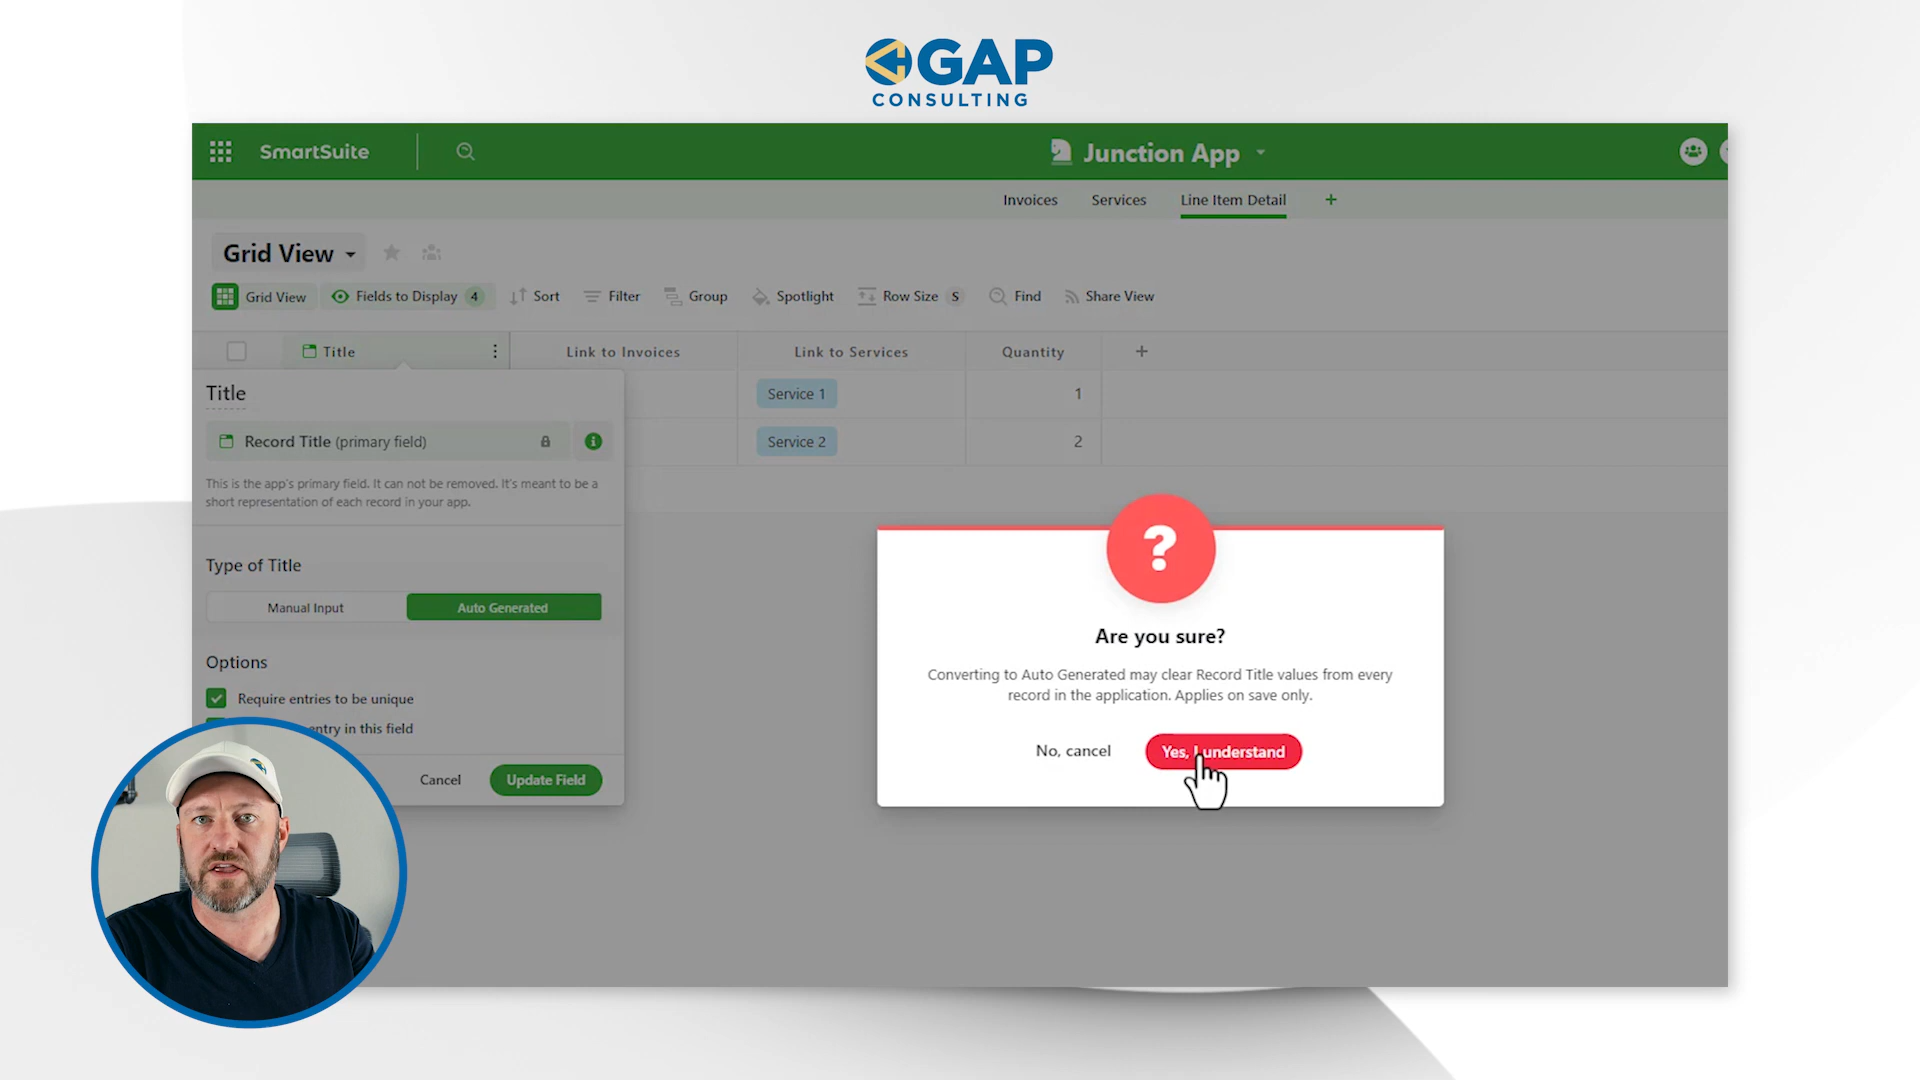 GAP
CONSULTING
SmartSuite
Junction App
Invoices
Services
Line Item Detail
+
Grid View
Grid View
Fields to Display 4
Sort
Filter
Group
Spotlight
Row Size S
Find
Share View
Title
Link to Invoices
Link to Services
Quantity
+
Title
Service 1
1
Record Title (primary field)
Service 2
2
This is the app's primary field. It can not be removed. It's meant to be a
short representation of each record in your app.
Type of Title
Manual Input
Auto Generated
Options
Require entries to be unique
entry in this field
Cancel
Update Field
?
Are you sure?
Converting to Auto Generated may clear Record Title values from every
record in the application. Applies on save only.
No, cancel
Yes, I understand